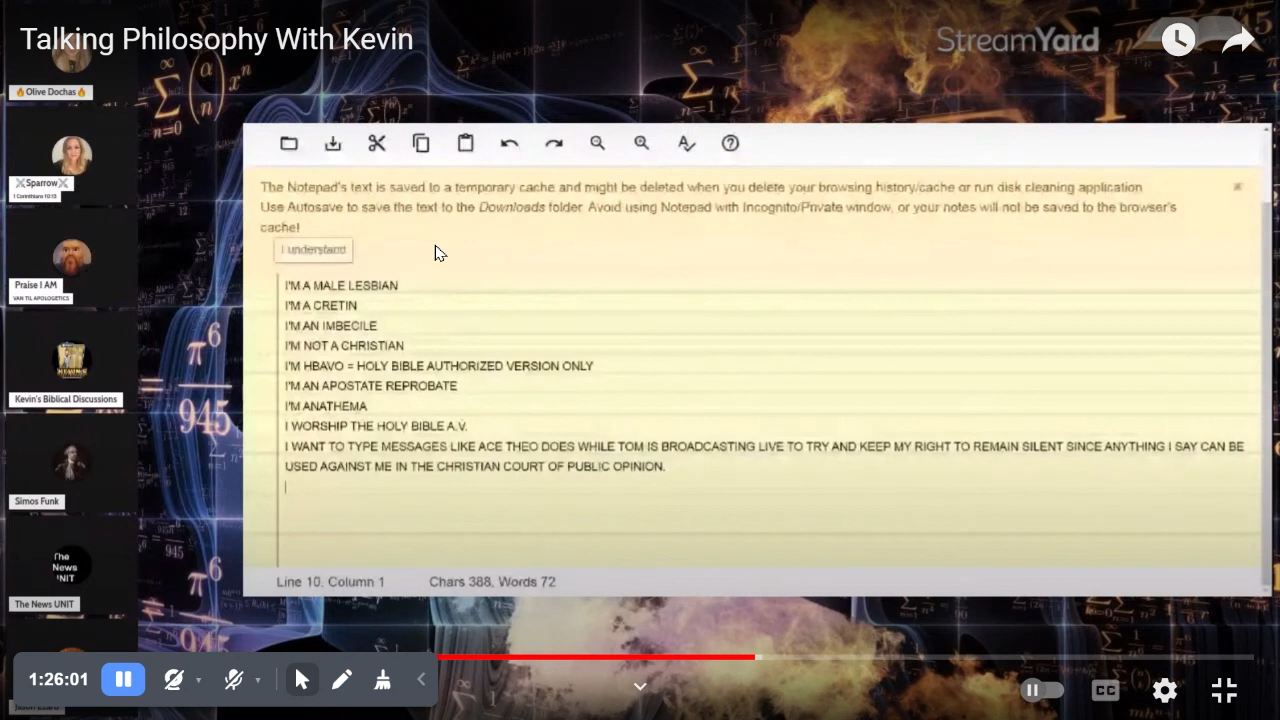 Talking Philosophy With Kevin
StreamYard
🔥Olive Dochas🔥
⚔Sparrow⚔
1 Corinthians 10:13
Praise I AM
VAN TIL APOLOGETICS
Kevin's Biblical Discussions
Simos Funk
The
News
UNIT
The News UNIT
The Notepad's text is saved to a temporary cache and might be deleted when you delete your browsing history/cache or run disk cleaning application
Use Autosave to save the text to the Downloads folder. Avoid using Notepad with Incognito/Private window, or your notes will not be saved to the browser's
cache!
I understand
I'M A MALE LESBIAN
I'M A CRETIN
I'M AN IMBECILE
I'M NOT A CHRISTIAN
I'M HBAVO = HOLY BIBLE AUTHORIZED VERSION ONLY
I'M AN APOSTATE REPROBATE
I'M ANATHEMA
I WORSHIP THE HOLY BIBLE A.V.
I WANT TO TYPE MESSAGES LIKE ACE THEO DOES WHILE TOM IS BROADCASTING LIVE TO TRY AND KEEP MY RIGHT TO REMAIN SILENT SINCE ANYTHING I SAY CAN BE
USED AGAINST ME IN THE CHRISTIAN COURT OF PUBLIC OPINION.
Line 10, Column 1 Chars 388, Words 72
1:26:01
CC